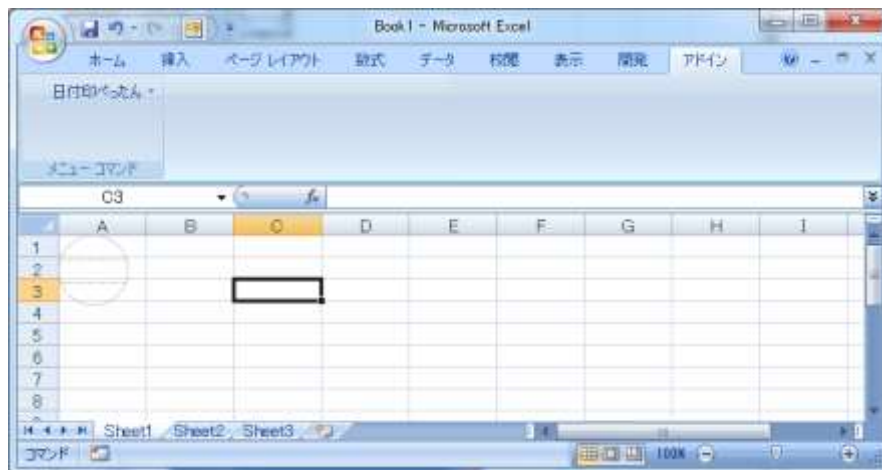 Book1 - Microsoft Excel
ホーム 挿入 ページ レイアウト 数式 データ 校閲 表示 開発 アドイン
日付印ぺったん
メニュー コマンド
C3 fx
A B C D E F G H I
1
2
3
4
5
6
7
8
Sheet1 Sheet2 Sheet3
コマンド 100%